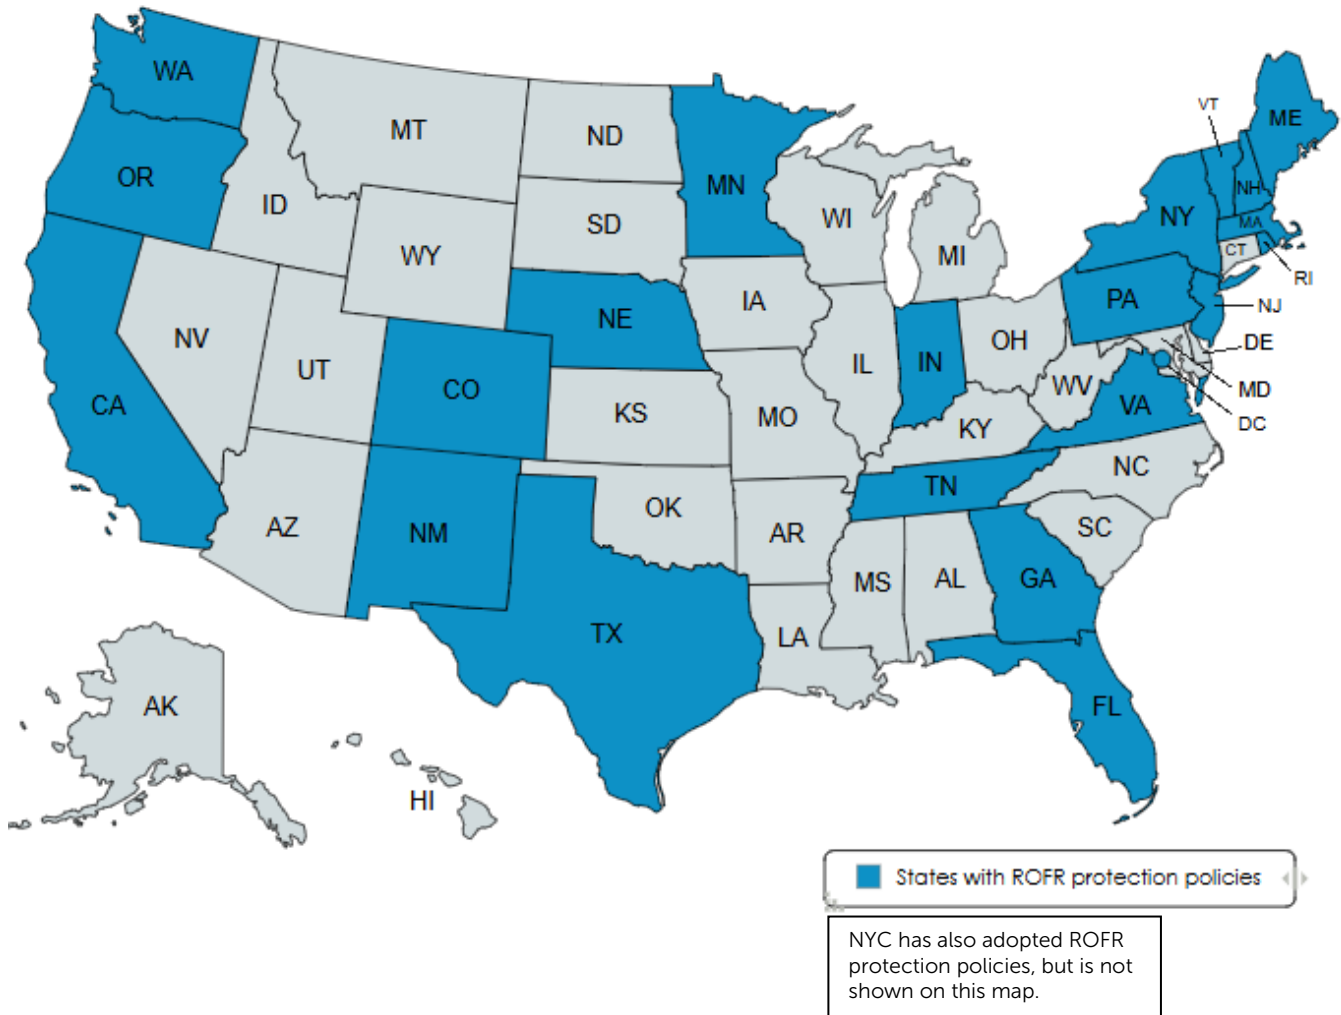 WA
MT
ND
MN
VT
ME
OR
ID
SD
WI
MI
NY
NH
MA
CT
RI
WY
IA
PA
NJ
NE
NV
UT
CO
IL
IN
OH
DE
MD
DC
WV
VA
CA
KS
MO
KY
NC
TN
AZ
NM
OK
AR
SC
MS
AL
GA
TX
LA
FL
AK
HI
States with ROFR protection policies
NYC has also adopted ROFR
protection policies, but is not
shown on this map.